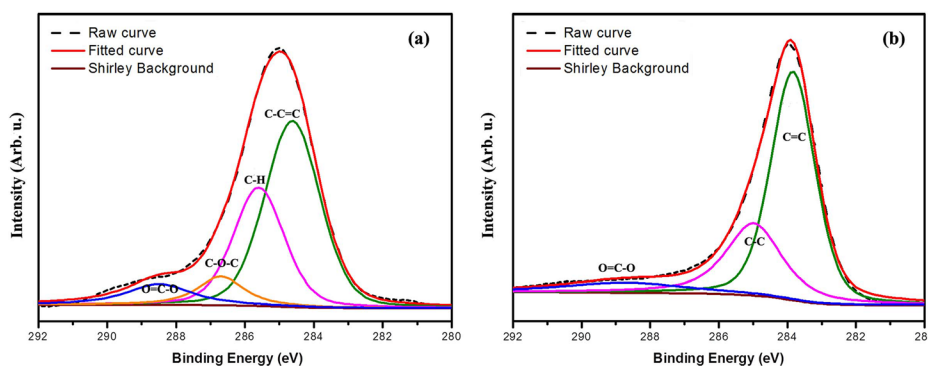 Raw curve
Fitted curve
Shirley Background
(a)
C-C=C
C-H
C-O-C
O=C-O
Intensity (Arb. u.)
292 290 288 286 284 282 280
Binding Energy (eV)
Raw curve
Fitted curve
Shirley Background
(b)
C=C
C-C
O=C-O
Intensity (Arb. u.)
292 290 288 286 284 282 280
Binding Energy (eV)